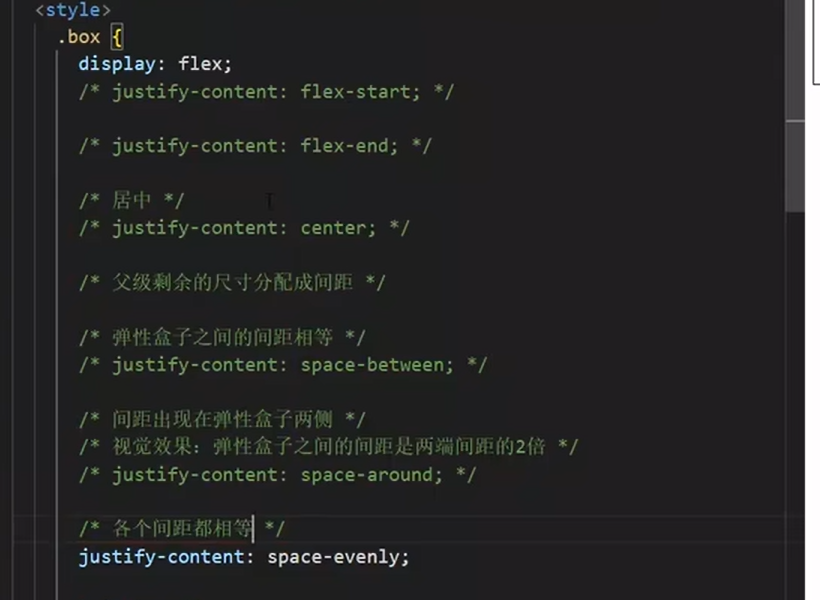 <style>
.box {
display: flex;
/* justify-content: flex-start; */
/* justify-content: flex-end; */
/* 居中 */
/* justify-content: center; */
/* 父级剩余的尺寸分配成间距 */
/* 弹性盒子之间的间距相等 */
/* justify-content: space-between; */
/* 间距出现在弹性盒子两侧 */
/* 视觉效果：弹性盒子之间的间距是两端间距的2倍 */
/* justify-content: space-around; */
/* 各个间距都相等 */
justify-content: space-evenly;